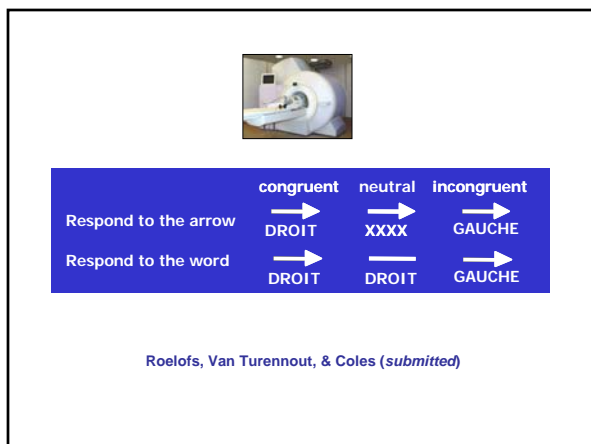 congruent neutral incongruent
Respond to the arrow
DROIT XXXX GAUCHE
Respond to the word
DROIT DROIT GAUCHE
Roelofs, Van Turennout, & Coles (submitted)